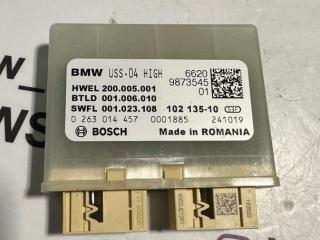 BMW USS-04 HIGH 6620
9873545
HWEL 200.005.001 01
BTLD 001.006.010
SWFL 001.023.108 102 135-10
0 263 014 457 0001885 241019
BOSCH Made in ROMANIA